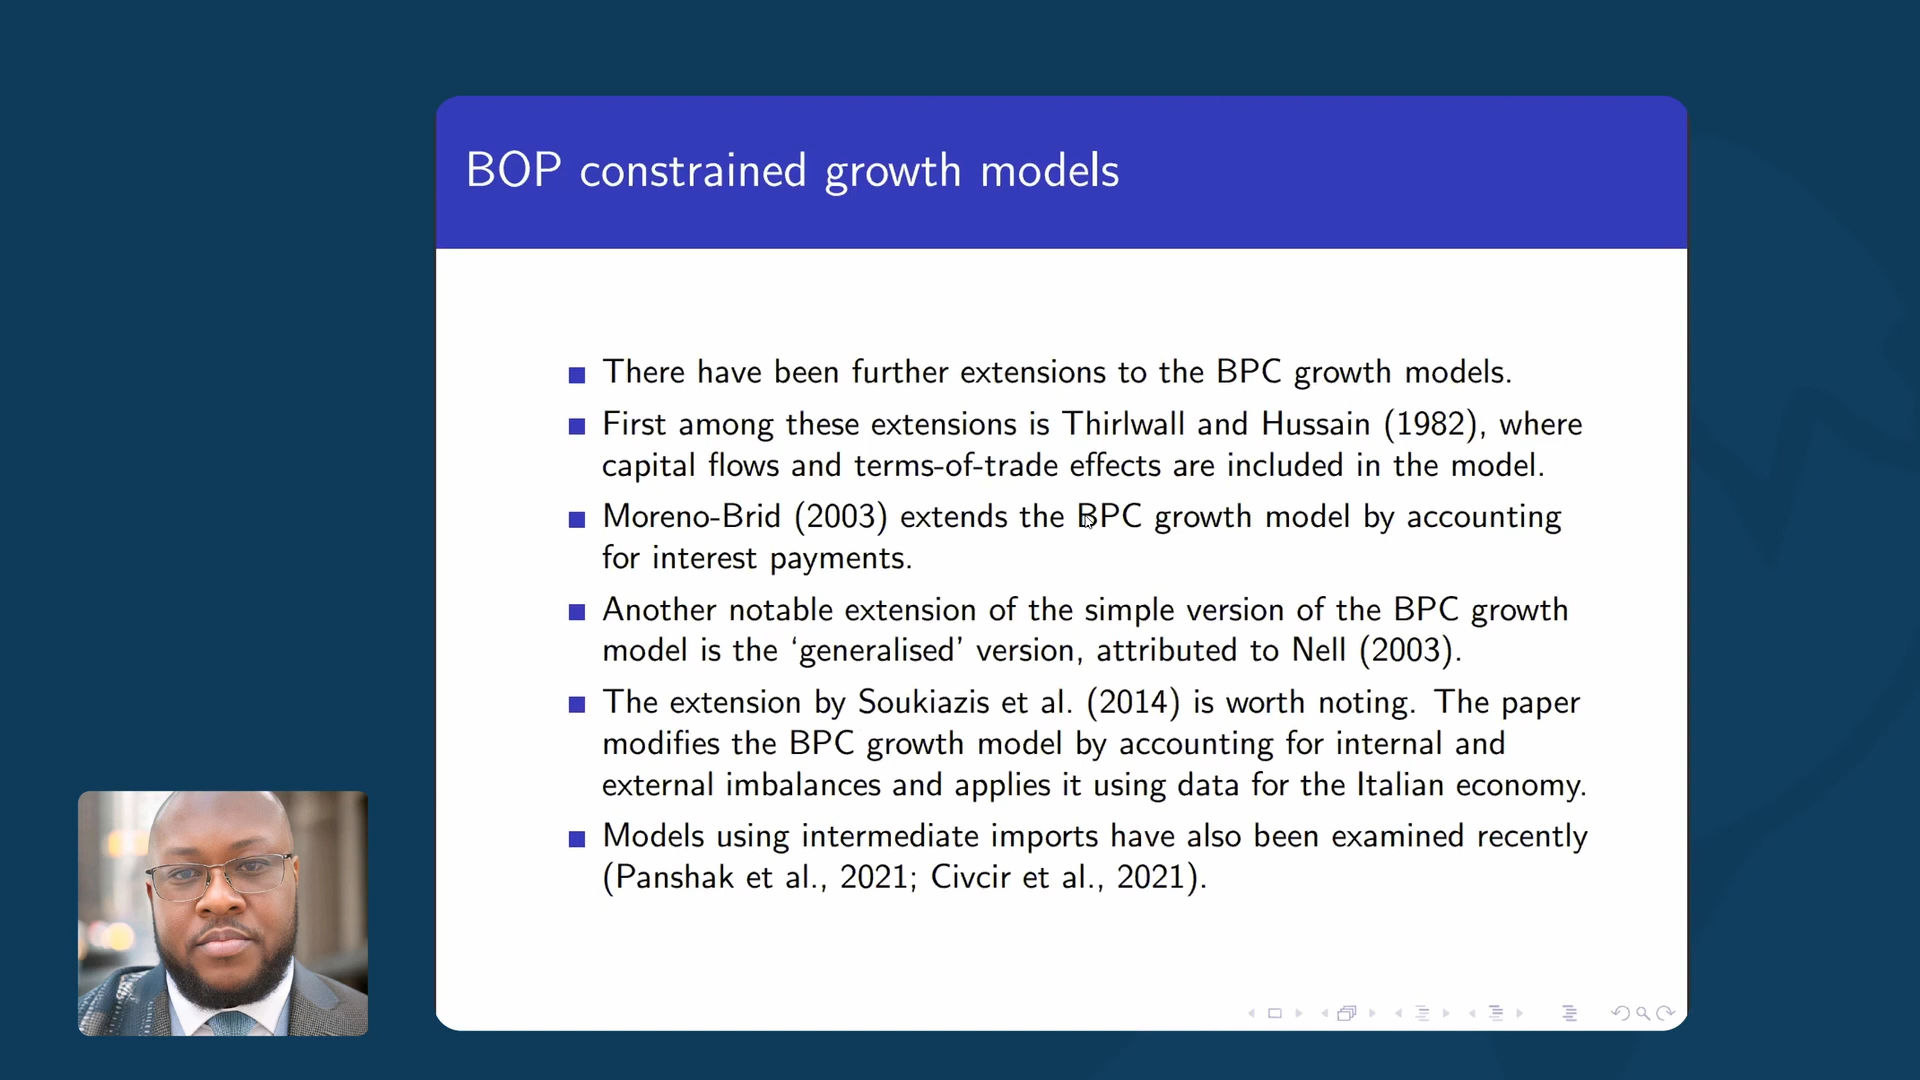 BOP constrained growth models
There have been further extensions to the BPC growth models.
First among these extensions is Thirlwall and Hussain (1982), where
capital flows and terms-of-trade effects are included in the model.
Moreno-Brid (2003) extends the BPC growth model by accounting
for interest payments.
Another notable extension of the simple version of the BPC growth
model is the ‘generalised’ version, attributed to Nell (2003).
The extension by Soukiazis et al. (2014) is worth noting. The paper
modifies the BPC growth model by accounting for internal and
external imbalances and applies it using data for the Italian economy.
Models using intermediate imports have also been examined recently
(Panshak et al., 2021; Civcir et al., 2021).